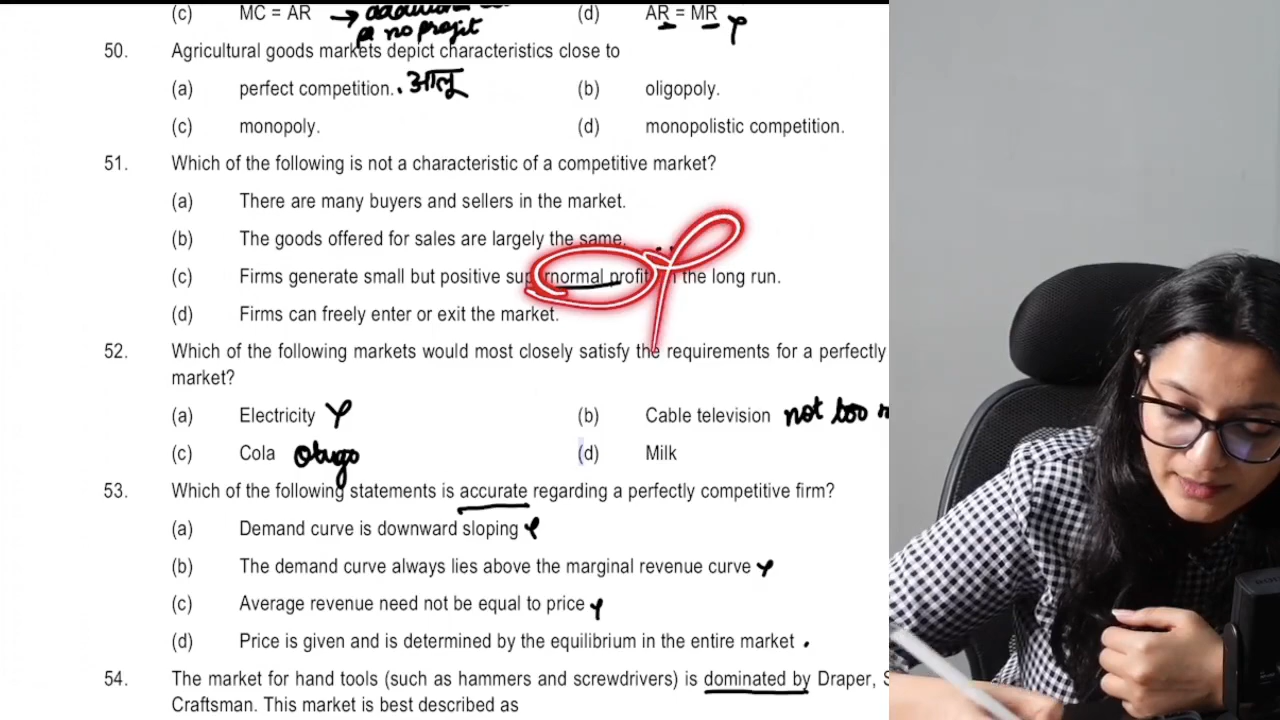 (c) MC = AR → (d) AR = MR
no profit
50. Agricultural goods markets depict characteristics close to
(a) perfect competition. आलू (b) oligopoly.
(c) monopoly. (d) monopolistic competition.
51. Which of the following is not a characteristic of a competitive market?
(a) There are many buyers and sellers in the market.
(b) The goods offered for sales are largely the same.
(c) Firms generate small but positive supernormal profit in the long run.
(d) Firms can freely enter or exit the market.
52. Which of the following markets would most closely satisfy the requirements for a perfectly
market?
(a) Electricity (b) Cable television not too
(c) Cola Oligo (d) Milk
53. Which of the following statements is accurate regarding a perfectly competitive firm?
(a) Demand curve is downward sloping
(b) The demand curve always lies above the marginal revenue curve
(c) Average revenue need not be equal to price
(d) Price is given and is determined by the equilibrium in the entire market
54. The market for hand tools (such as hammers and screwdrivers) is dominated by Draper,
Craftsman. This market is best described as